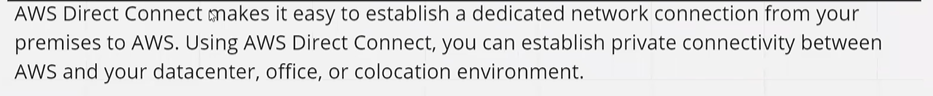 AWS Direct Connect makes it easy to establish a dedicated network connection from your
premises to AWS. Using AWS Direct Connect, you can establish private connectivity between
AWS and your datacenter, office, or colocation environment.